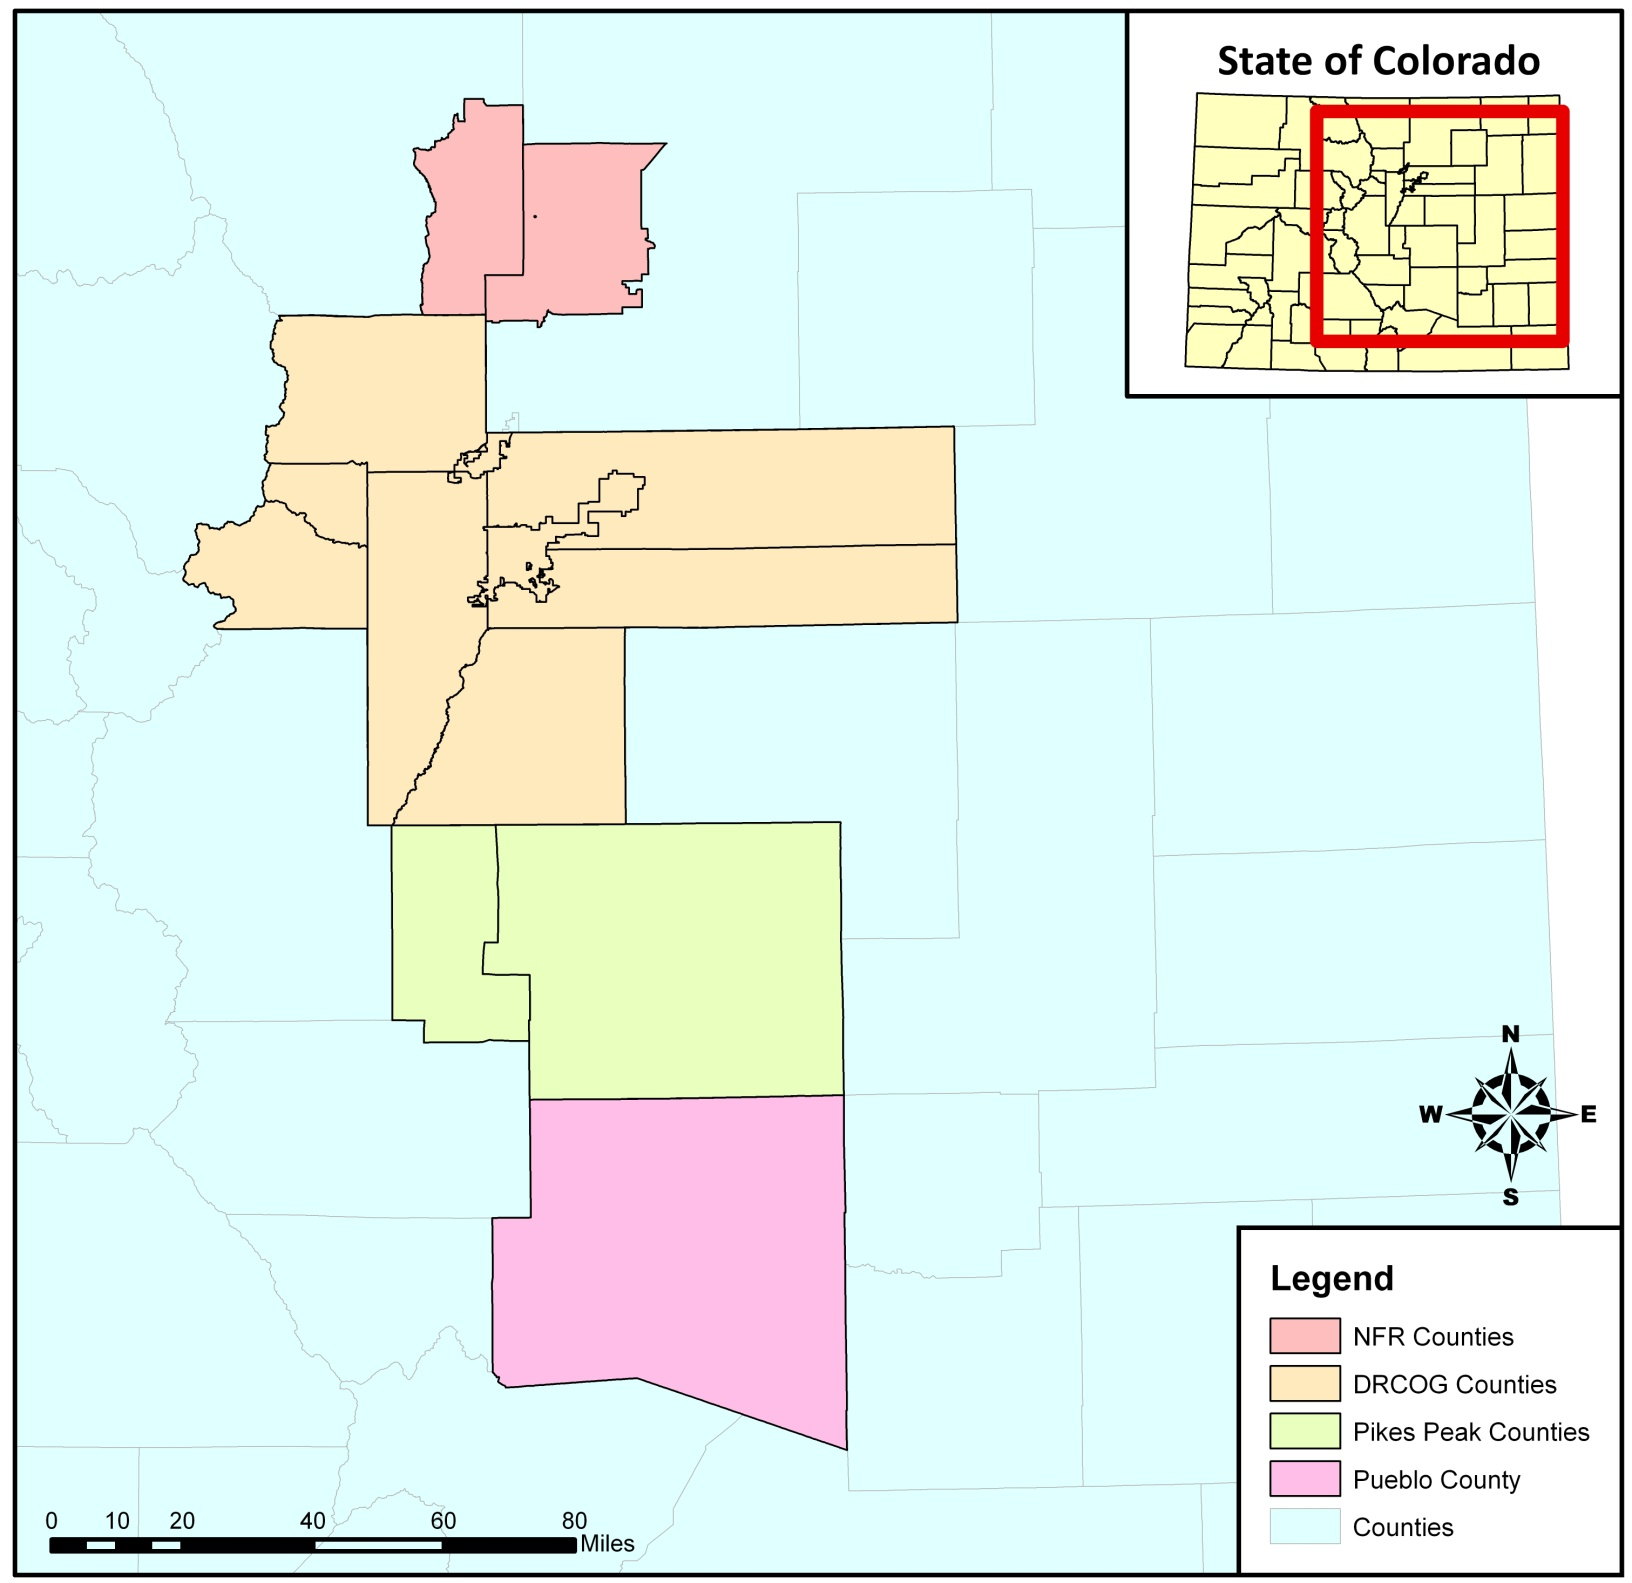 State of Colorado
N
W E
S
Legend
NFR Counties
DRCOG Counties
Pikes Peak Counties
Pueblo County
Counties
0 10 20 40 60 80
Miles